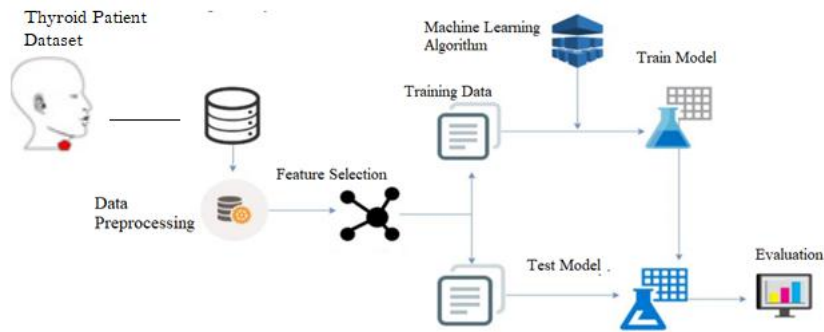 Thyroid Patient
Dataset
Machine Learning
Algorithm
Train Model
Training Data
Feature Selection
Data
Preprocessing
Test Model
Evaluation